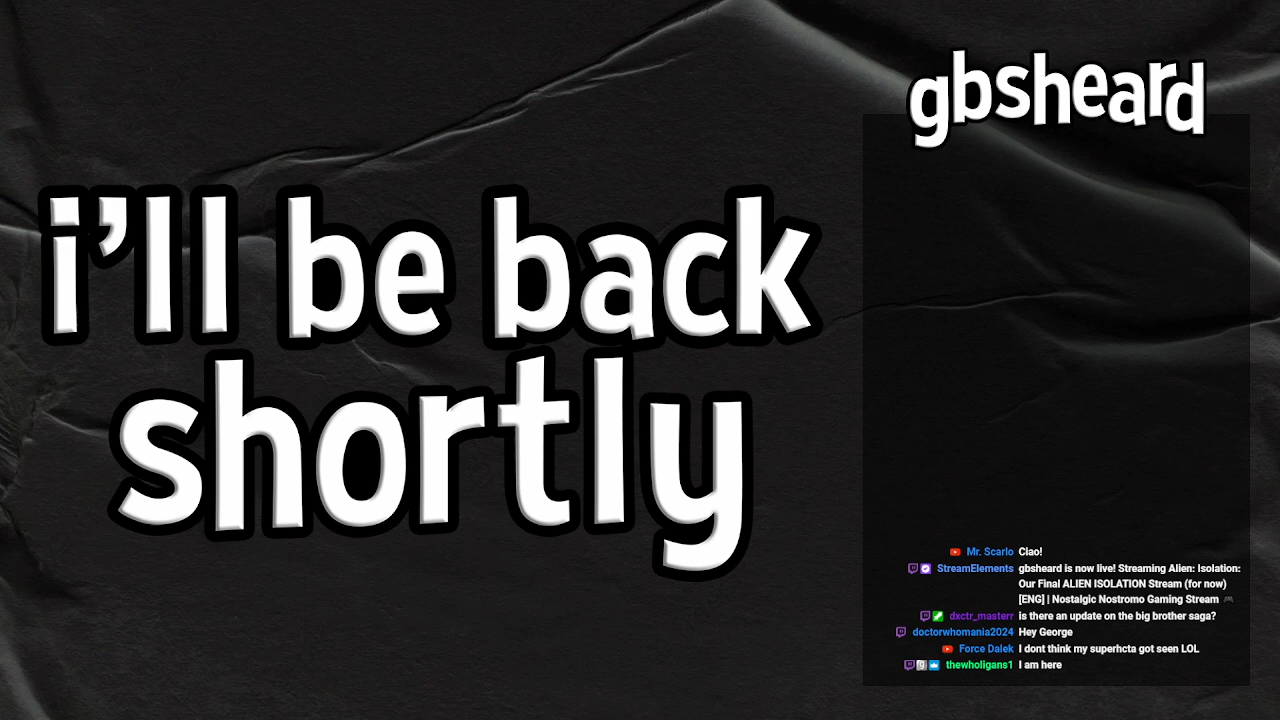 i'll be back
shortly
gbsheard
Mr. Scarlo Ciao!
StreamElements gbsheard is now live! Streaming Alien: Isolation:
Our Final ALIEN ISOLATION Stream (for now)
[ENG] | Nostalgic Nostromo Gaming Stream 🎮
dxctr_masterr is there an update on the big brother saga?
doctorwhomania2024 Hey George
Force Dalek I dont think my superhcta got seen LOL
thewholigans1 I am here